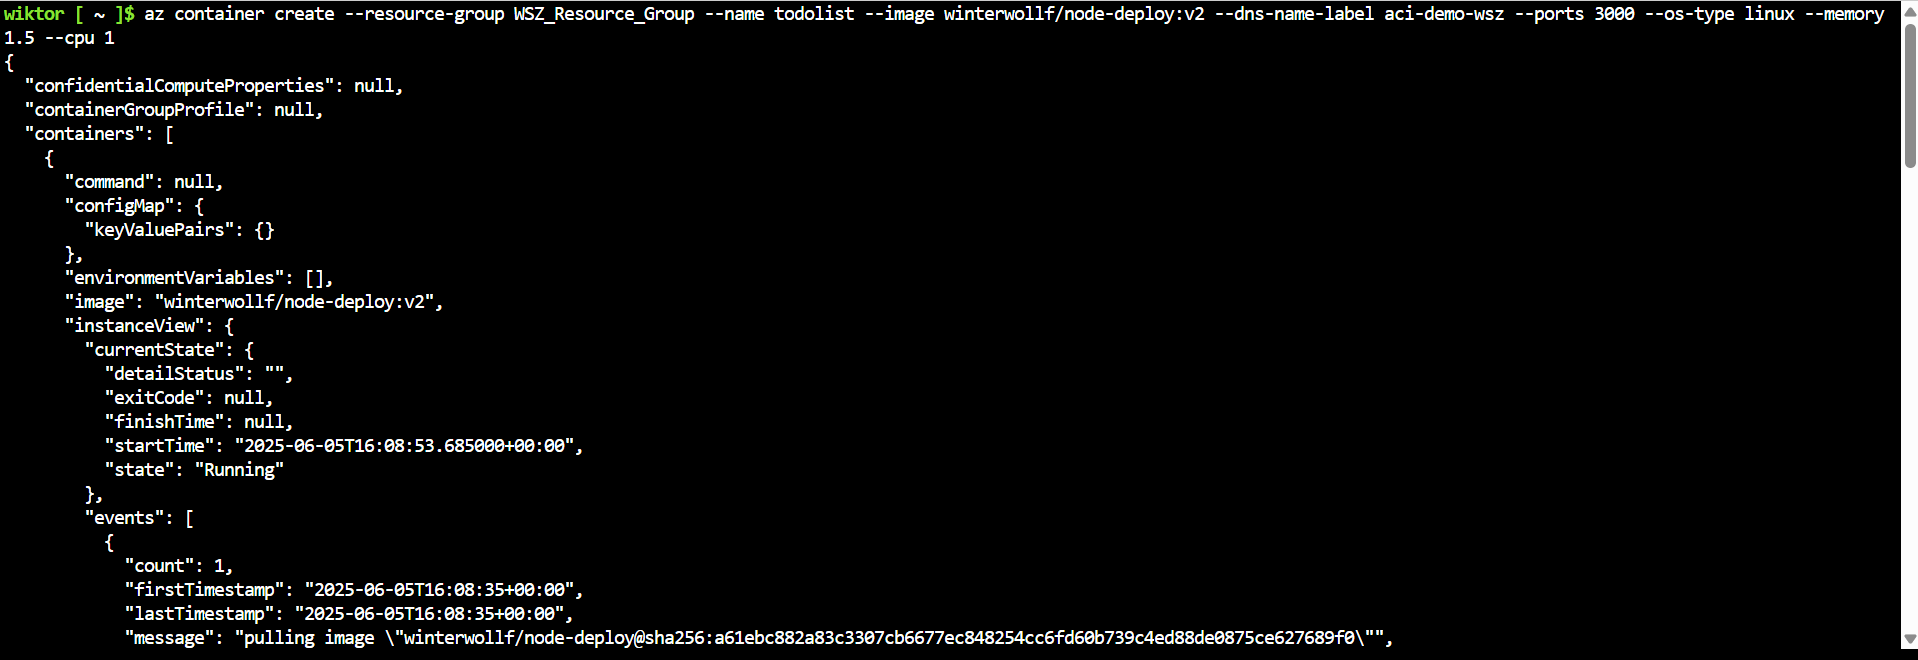 wiktor [ ~ ]$ az container create --resource-group WSZ_Resource_Group --name todolist --image winterwollf/node-deploy:v2 --dns-name-label aci-demo-wsz --ports 3000 --os-type linux --memory
1.5 --cpu 1
{
  "confidentialComputeProperties": null,
  "containerGroupProfile": null,
  "containers": [
    {
      "command": null,
      "configMap": {
        "keyValuePairs": {}
      },
      "environmentVariables": [],
      "image": "winterwollf/node-deploy:v2",
      "instanceView": {
        "currentState": {
          "detailStatus": "",
          "exitCode": null,
          "finishTime": null,
          "startTime": "2025-06-05T16:08:53.685000+00:00",
          "state": "Running"
        },
        "events": [
          {
            "count": 1,
            "firstTimestamp": "2025-06-05T16:08:35+00:00",
            "lastTimestamp": "2025-06-05T16:08:35+00:00",
            "message": "pulling image \"winterwollf/node-deploy@sha256:a61ebc882a83c3307cb6677ec848254cc6fd60b739c4ed88de0875ce627689f0\"",